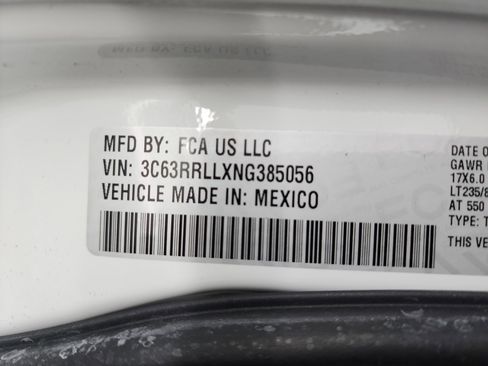 MFD BY: FCA US LLC
VIN: 3C63RRLLXNG385056
VEHICLE MADE IN: MEXICO
DATE O
GAWR
17X6.0
LT235/8
AT 550
TYPE: T
THIS VE